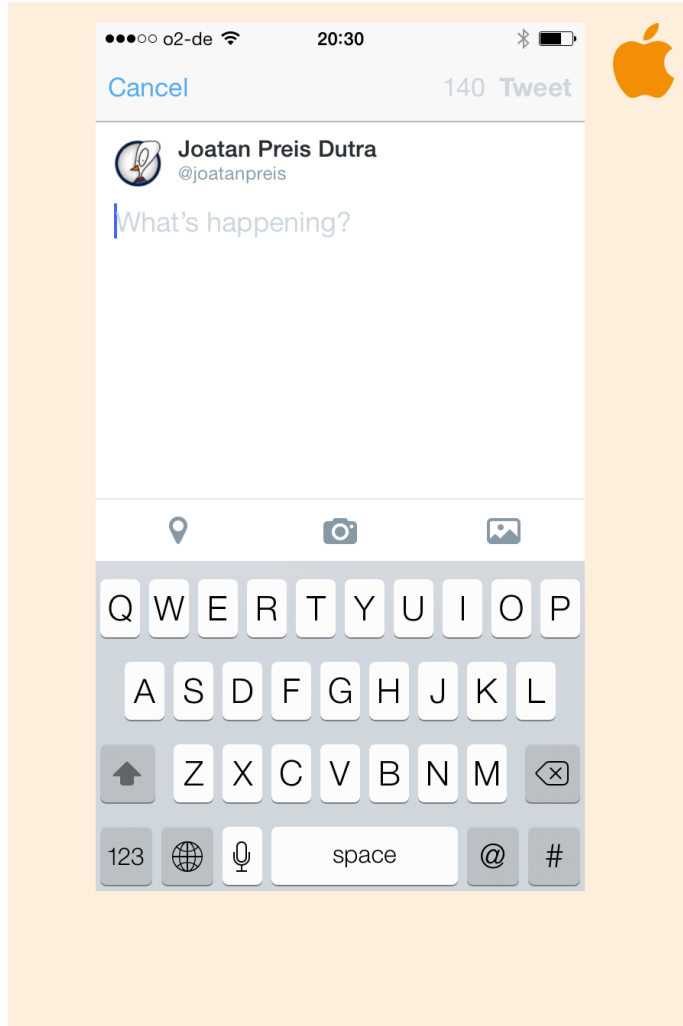 o2-de 20:30
Cancel 140 Tweet
Joatan Preis Dutra
@joatanpreis
What's happening?
Q W E R T Y U I O P
A S D F G H J K L
Z X C V B N M
123 space @ #